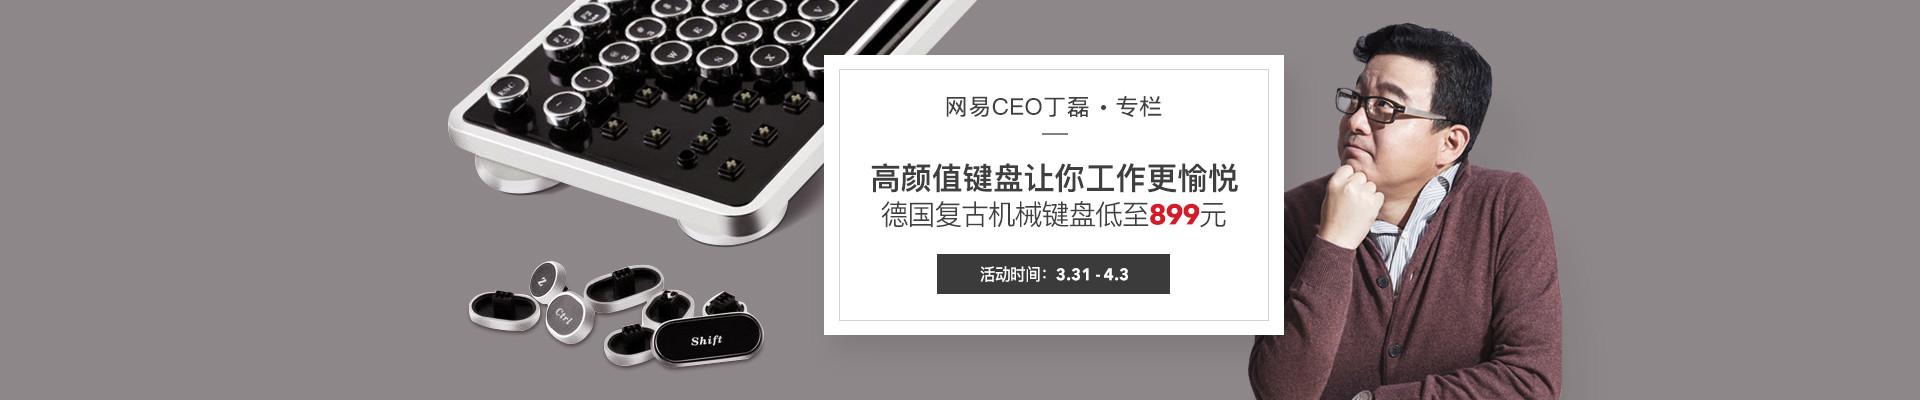 网易CEO丁磊·专栏
高颜值键盘让你工作更愉悦
德国复古机械键盘低至899元
活动时间：3.31 - 4.3
ESC
2
W
S
X
E
D
C
R
F
V
Z
Ctrl
Shift